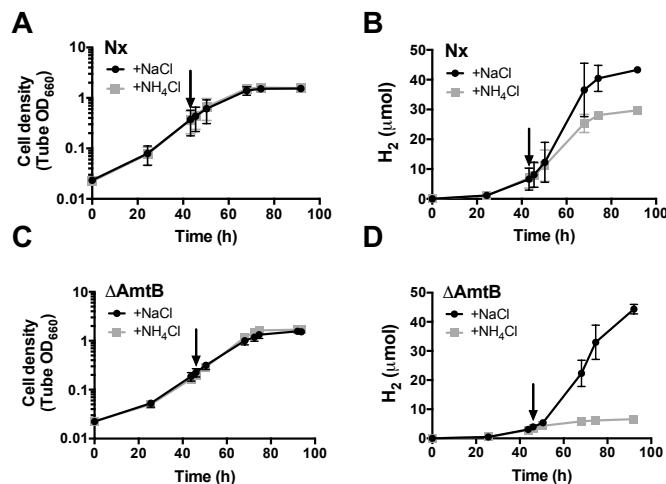 A
Nx
+NaCl
+NH4Cl
Cell density
(Tube OD660)
10
1
0.1
0.01
0 20 40 60 80 100
Time (h)
B
Nx
+NaCl
+NH4Cl
H2 (µmol)
50
40
30
20
10
0
0 20 40 60 80 100
Time (h)
C
∆AmtB
+NaCl
+NH4Cl
Cell density
(Tube OD660)
10
1
0.1
0.01
0 20 40 60 80 100
Time (h)
D
∆AmtB
+NaCl
+NH4Cl
H2 (µmol)
50
40
30
20
10
0
0 20 40 60 80 100
Time (h)